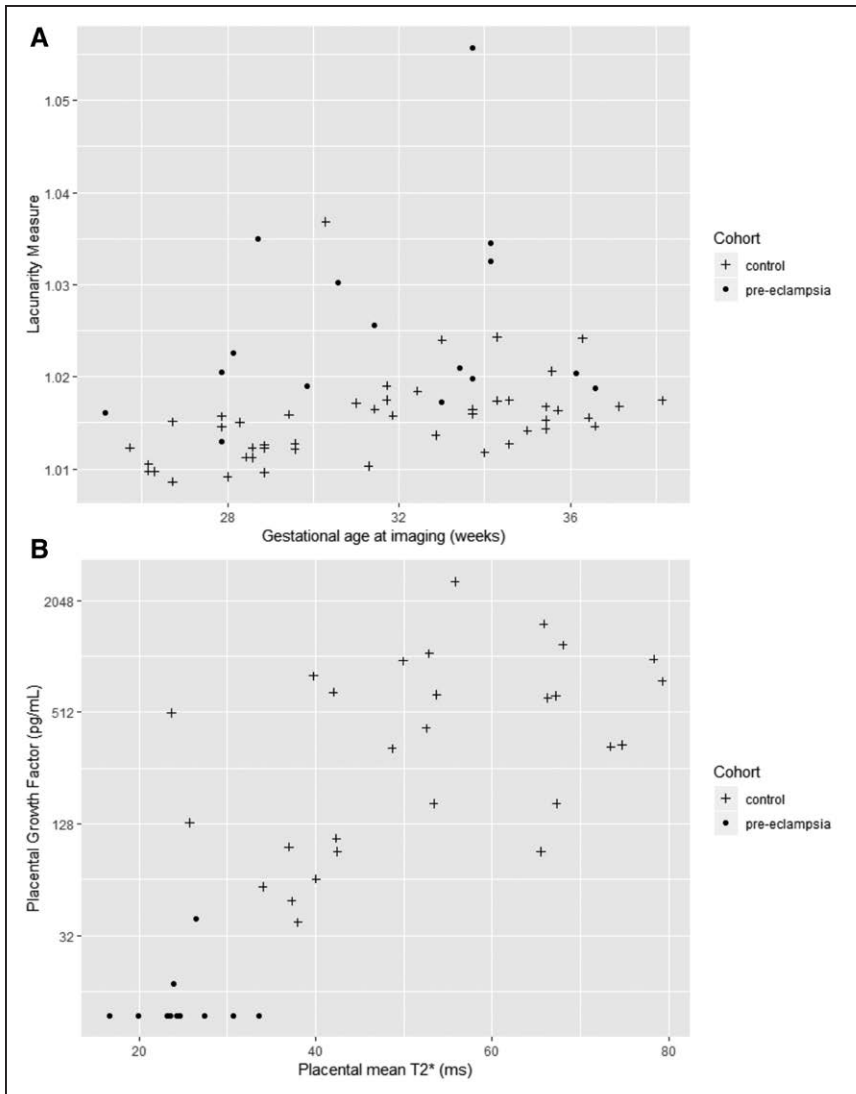 A
1.05
1.04
1.03
1.02
1.01
Lacunarity Measure
28
32
36
Gestational age at imaging (weeks)
Cohort
control
pre-eclampsia
B
2048
512
128
32
Placental Growth Factor (pg/mL)
20
40
60
80
Placental mean T2* (ms)
Cohort
control
pre-eclampsia